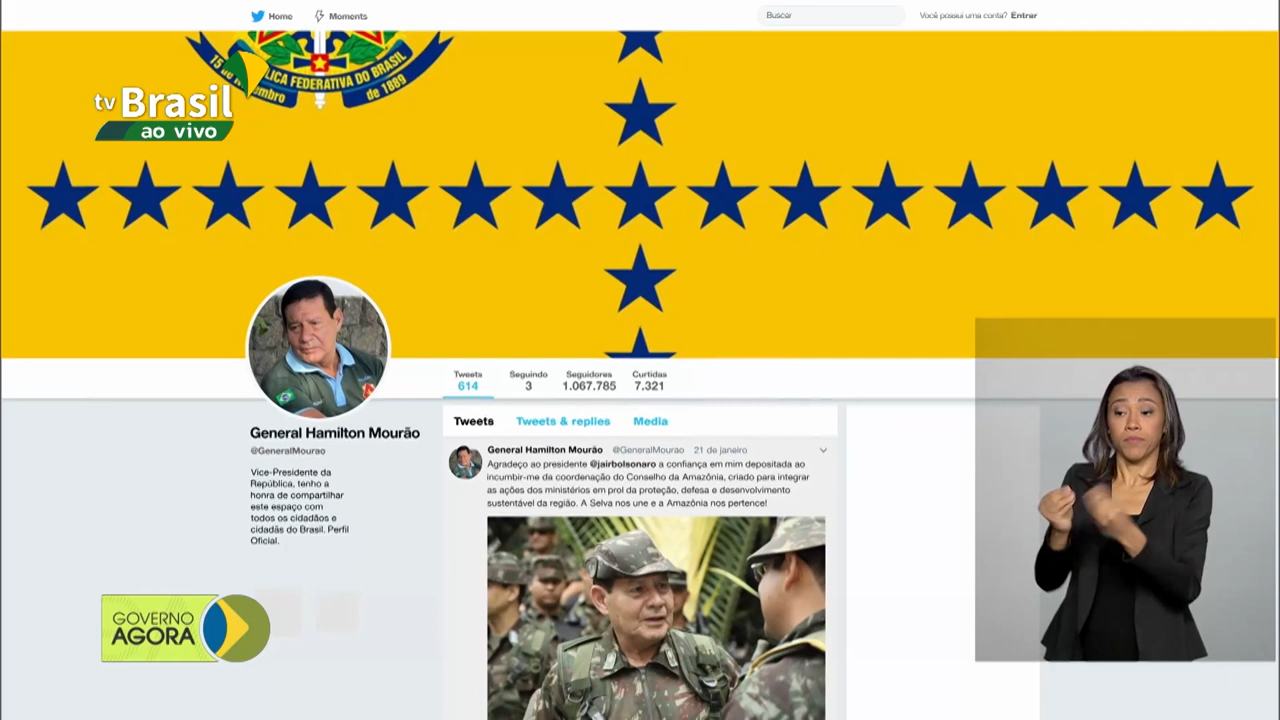 Home
Moments
Buscar
Você possui uma conta? Entrar
LICA FEDERATIVA DO BRASIL
15 de
embro
de 1889
tv Brasil
ao vivo
Tweets
614
Seguindo
3
Seguidores
1.067.785
Curtidas
7.321
General Hamilton Mourão
@GeneralMourao
Vice-Presidente da
República, tenho a
honra de compartilhar
este espaço com
todos os cidadãos e
cidadãs do Brasil. Perfil
Oficial.
Tweets
Tweets & replies
Media
General Hamilton Mourão @GeneralMourao 21 de janeiro
Agradeço ao presidente @jairbolsonaro a confiança em mim depositada ao
incumbir-me da coordenação do Conselho da Amazônia, criado para integrar
as ações dos ministérios em prol da proteção, defesa e desenvolvimento
sustentável da região. A Selva nos une e a Amazônia nos pertence!
GOVERNO
AGORA